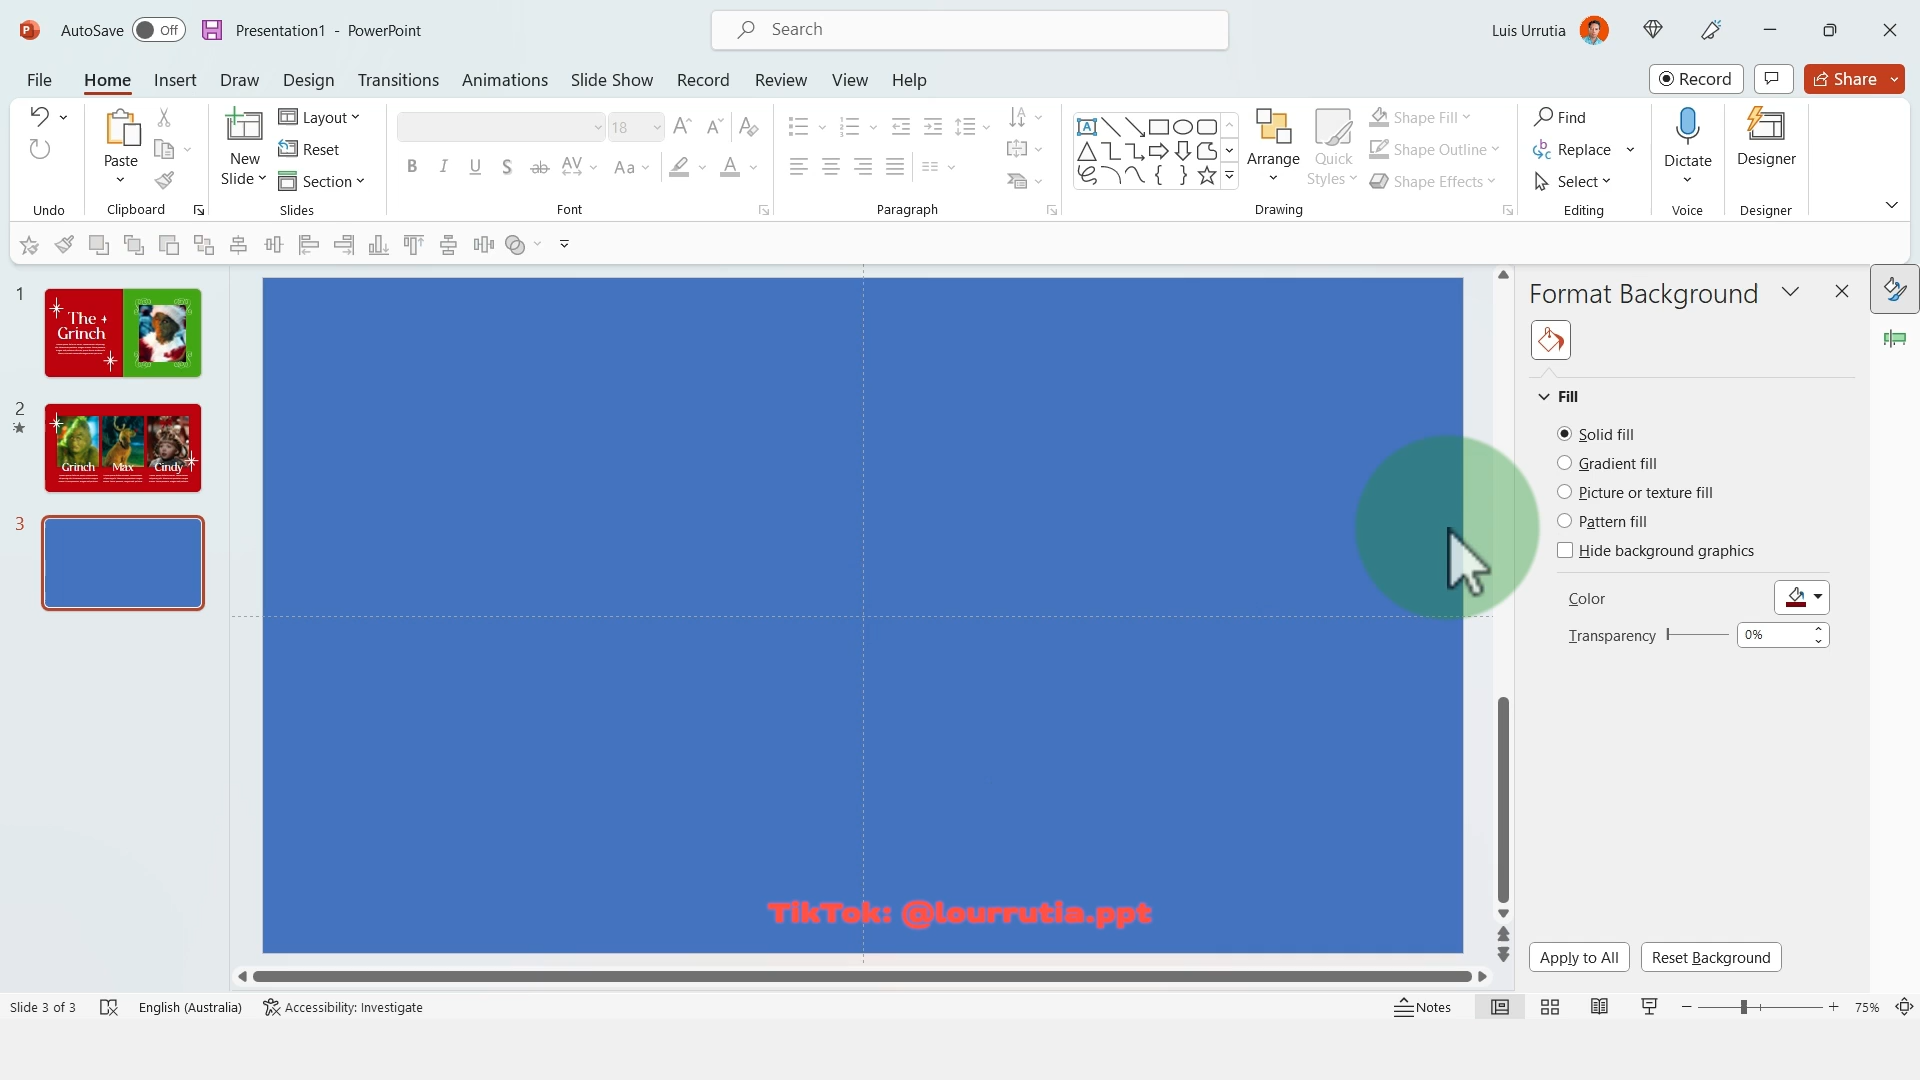 AutoSave Off Presentation1 - PowerPoint Search Luis Urrutia
File Home Insert Draw Design Transitions Animations Slide Show Record Review View Help Record Share
Layout Find
Paste New Slide Reset 18 Arrange Quick Styles Shape Fill Shape Outline Replace Dictate Designer
Section Shape Effects Select
Undo Clipboard Slides Font Paragraph Drawing Editing Voice Designer
1
The
Grinch
2
Grinch Max Cindy
3
Format Background
Fill
Solid fill
Gradient fill
Picture or texture fill
Pattern fill
Hide background graphics
Color
Transparency 0%
TikTok: @lourrutia.ppt
Apply to All Reset Background
Slide 3 of 3 English (Australia) Accessibility: Investigate Notes 75%